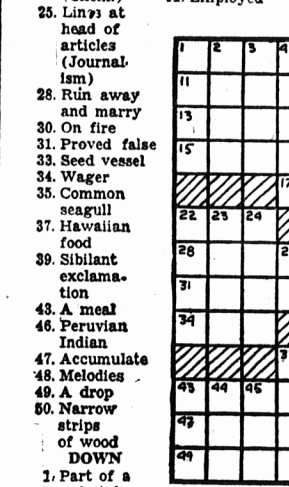 25. Lines at
head of
articles
(Journal-
ism)
28. Run away
and marry
30. On fire
31. Proved false
33. Seed vessel
34. Wager
35. Common
seagull
37. Hawaiian
food
39. Sibilant
exclama-
tion
43. A meal
46. Peruvian
Indian
47. Accumulate
48. Melodies
49. A drop
50. Narrow
strips
of wood
DOWN
1. Part of a
Employed
1 2 3 4
11
13
15
17
22 23 24
28 2
31
34
3
43 44 45
47
49